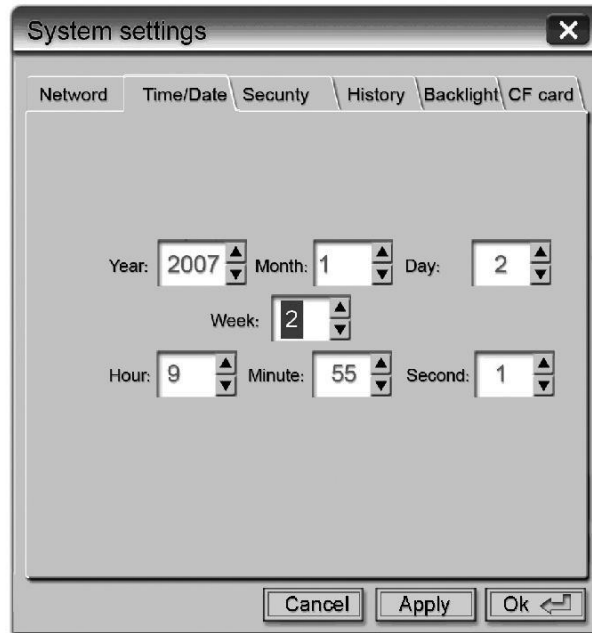 System settings
Netword Time/Date Securty History Backlight CF card
Year: 2007 Month: 1 Day: 2
Week: 2
Hour: 9 Minute: 55 Second: 1
Cancel Apply Ok